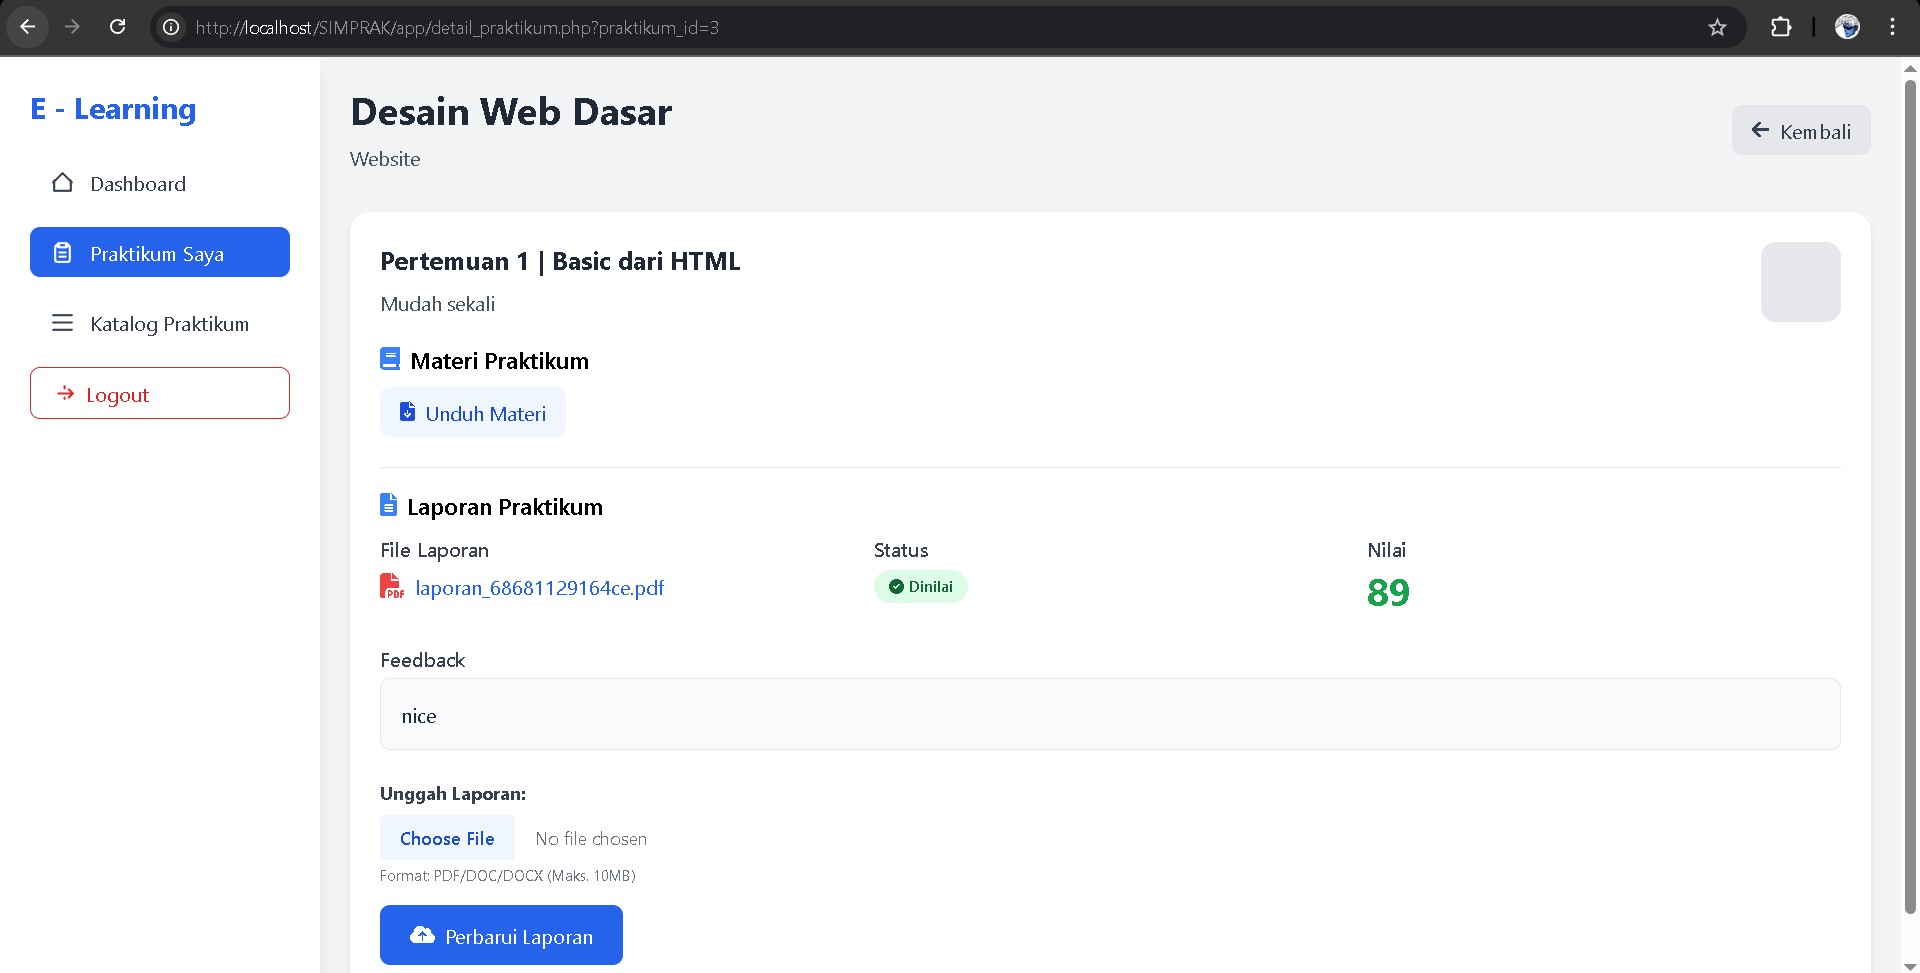 http://localhost/SIMPRAK/app/detail_praktikum.php?praktikum_id=3
E - Learning
Dashboard
Praktikum Saya
Katalog Praktikum
Logout
Desain Web Dasar
Website
Kembali
Pertemuan 1 | Basic dari HTML
Mudah sekali
Materi Praktikum
Unduh Materi
Laporan Praktikum
File Laporan
Status
Nilai
PDF
laporan_68681129164ce.pdf
Dinilai
89
Feedback
nice
Unggah Laporan:
Choose File No file chosen
Format: PDF/DOC/DOCX (Maks. 10MB)
Perbarui Laporan